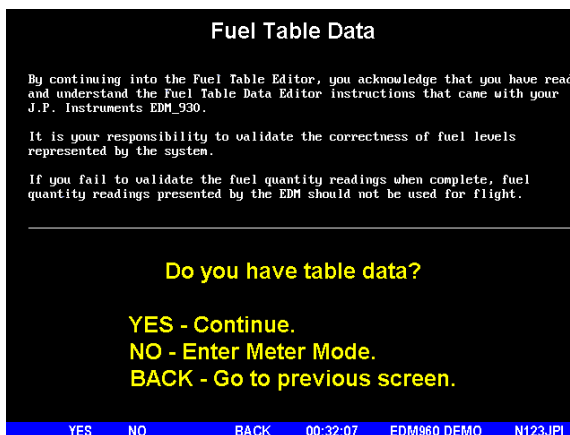 Fuel Table Data
By continuing into the Fuel Table Editor, you acknowledge that you have read
and understand the Fuel Table Data Editor instructions that came with your
J.P. Instruments EDM_930.
It is your responsibility to validate the correctness of fuel levels
represented by the system.
If you fail to validate the fuel quantity readings when complete, fuel
quantity readings presented by the EDM should not be used for flight.
Do you have table data?
YES - Continue.
NO - Enter Meter Mode.
BACK - Go to previous screen.
YES NO BACK 00:32:07 EDM960 DEMO N123JPI